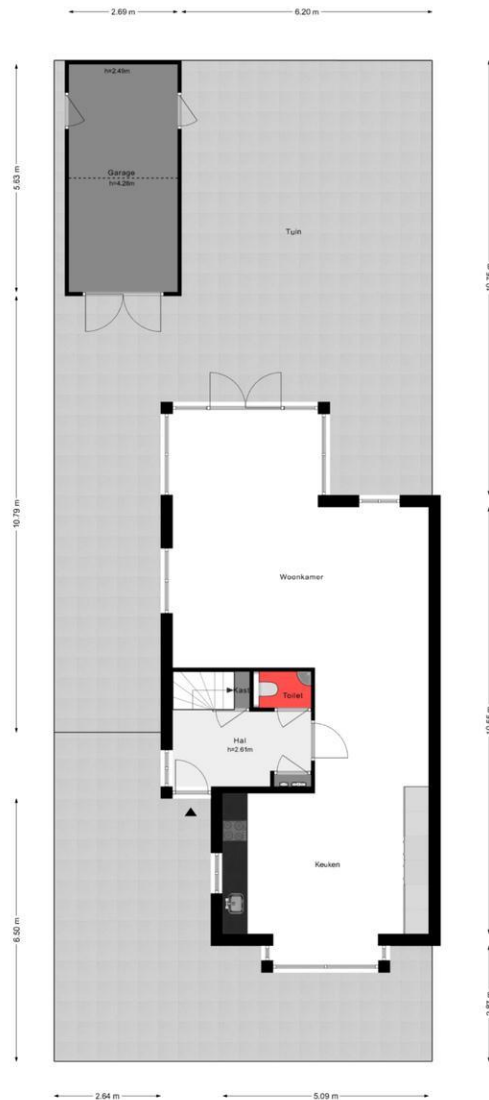 2.69 m
6.20 m
h=2.49m
5.63 m
Garage
h=4.28m
Tuin
10.79 m
Woonkamer
Kast
Toilet
Hal
h=2.61m
Keuken
6.50 m
2.64 m
5.09 m